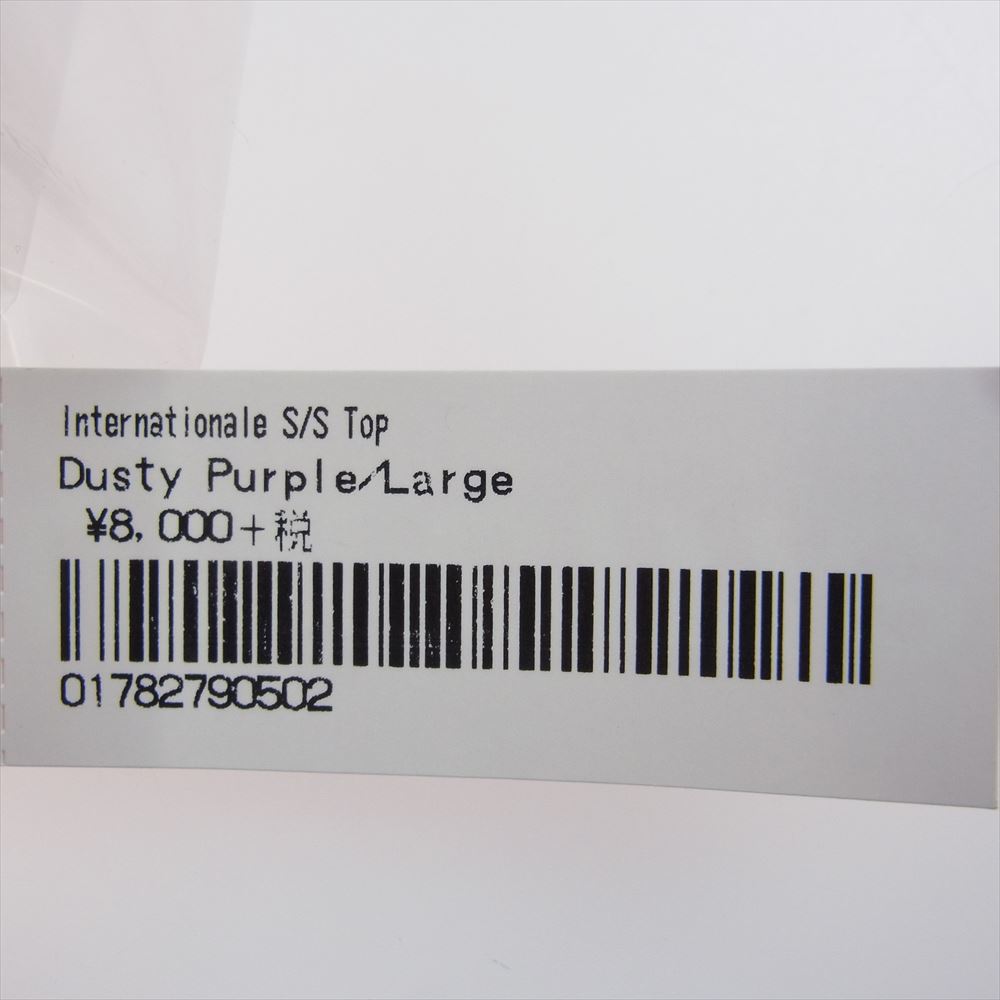 Internationale S/S Top
Dusty Purple/Large
¥8,000+税
01782790502